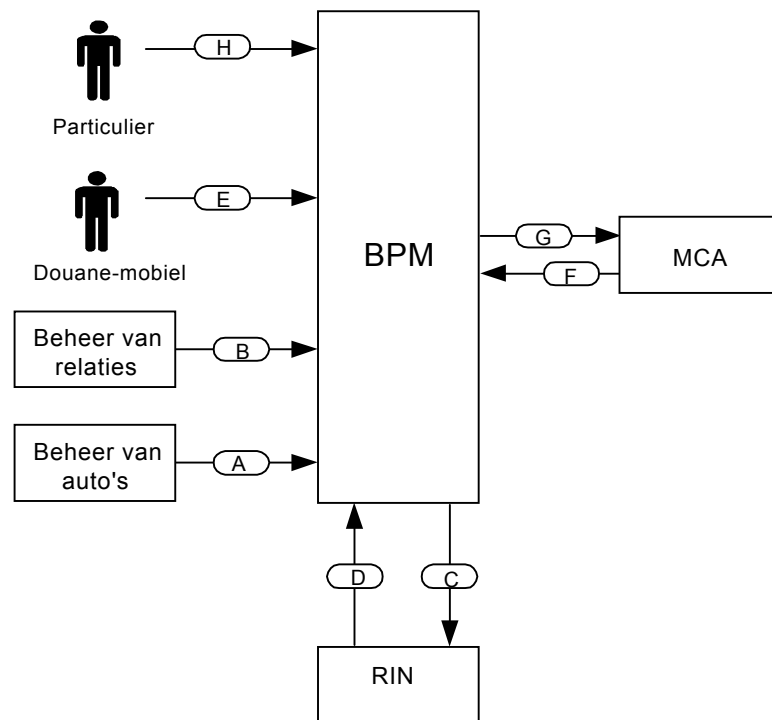 H
Particulier
E
Douane-mobiel
BPM
G
MCA
F
Beheer van
relaties
B
Beheer van
auto's
A
D
C
RIN